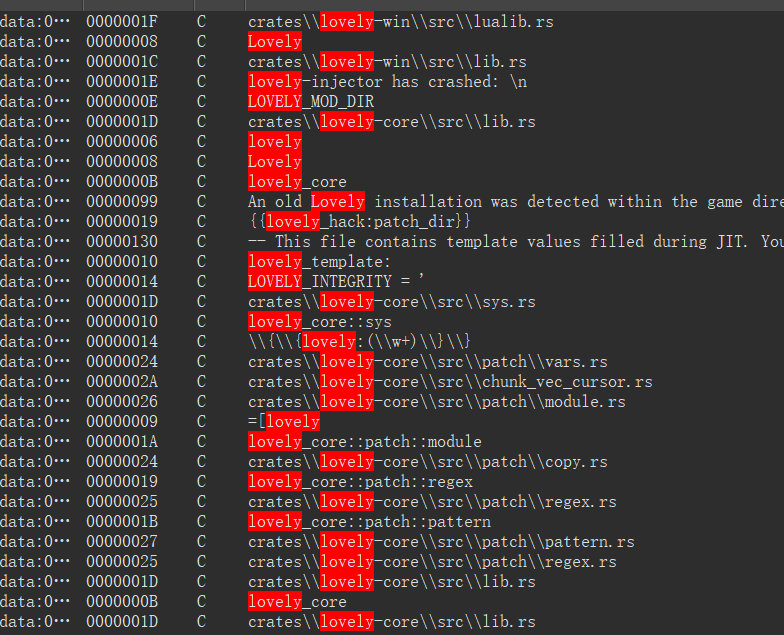 data:0… 0000001F C crates\\lovely-win\\src\\lualib.rs
data:0… 00000008 C Lovely
data:0… 0000001C C crates\\lovely-win\\src\\lib.rs
data:0… 0000001E C lovely-injector has crashed: \n
data:0… 0000000E C LOVELY_MOD_DIR
data:0… 0000001D C crates\\lovely-core\\src\\lib.rs
data:0… 00000006 C lovely
data:0… 00000008 C Lovely
data:0… 0000000B C lovely_core
data:0… 00000099 C An old Lovely installation was detected within the game dire
data:0… 00000019 C {{lovely_hack:patch_dir}}
data:0… 00000130 C -- This file contains template values filled during JIT. You
data:0… 00000010 C lovely_template:
data:0… 00000014 C LOVELY_INTEGRITY = '
data:0… 0000001D C crates\\lovely-core\\src\\sys.rs
data:0… 00000010 C lovely_core::sys
data:0… 00000014 C \\{\\{lovely:(\\w+)\\}\\}
data:0… 00000024 C crates\\lovely-core\\src\\patch\\vars.rs
data:0… 0000002A C crates\\lovely-core\\src\\chunk_vec_cursor.rs
data:0… 00000026 C crates\\lovely-core\\src\\patch\\module.rs
data:0… 00000009 C =[lovely
data:0… 0000001A C lovely_core::patch::module
data:0… 00000024 C crates\\lovely-core\\src\\patch\\copy.rs
data:0… 00000019 C lovely_core::patch::regex
data:0… 00000025 C crates\\lovely-core\\src\\patch\\regex.rs
data:0… 0000001B C lovely_core::patch::pattern
data:0… 00000027 C crates\\lovely-core\\src\\patch\\pattern.rs
data:0… 00000025 C crates\\lovely-core\\src\\patch\\regex.rs
data:0… 0000001D C crates\\lovely-core\\src\\lib.rs
data:0… 0000000B C lovely_core
data:0… 0000001D C crates\\lovely-core\\src\\lib.rs